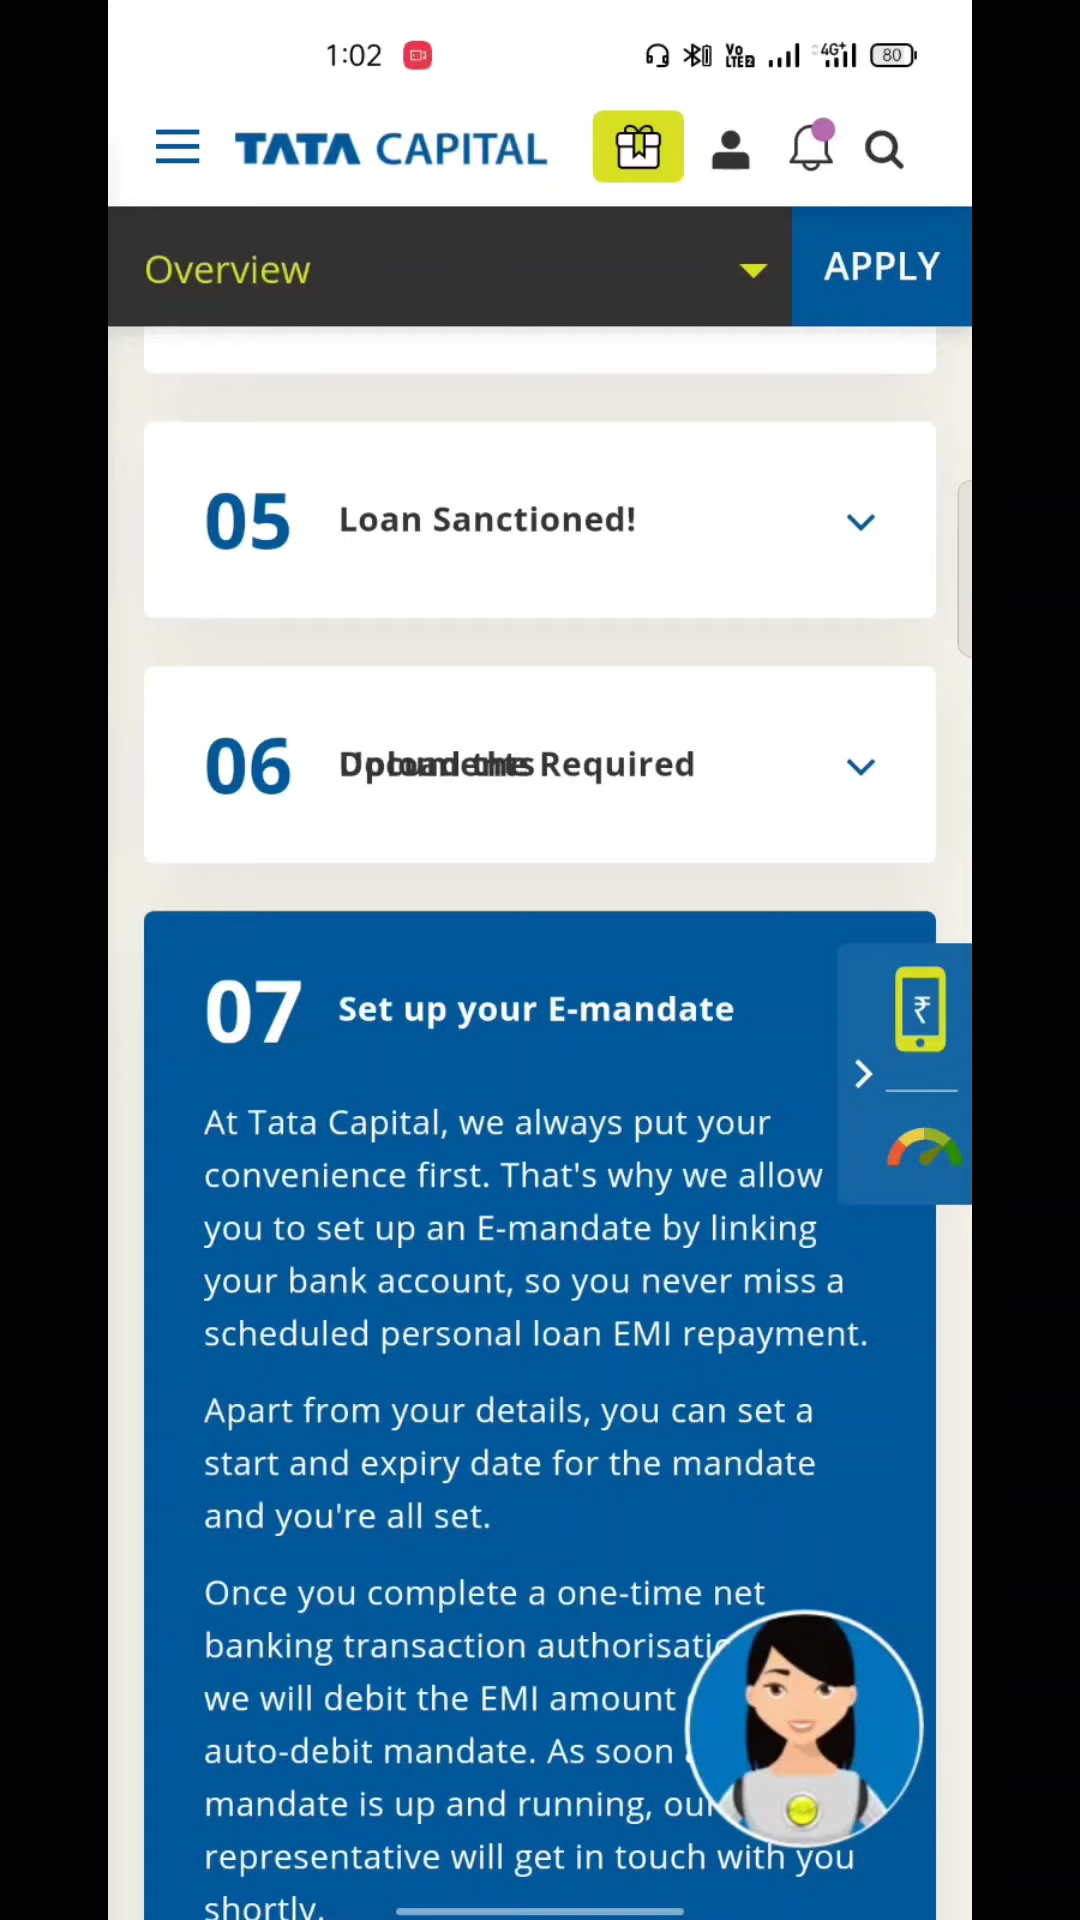 1:02
Vo
LTE2
4G+
80
TATA CAPITAL
Overview
APPLY
05
Loan Sanctioned!
06
Required
07
Set up your E-mandate
₹
At Tata Capital, we always put your
convenience first. That's why we allow
you to set up an E-mandate by linking
your bank account, so you never miss a
scheduled personal loan EMI repayment.
Apart from your details, you can set a
start and expiry date for the mandate
and you're all set.
Once you complete a one-time net
banking transaction
we will debit the EMI amount
auto-debit mandate. As soon
mandate is up and running, our
representative will get in touch with you
shortly.